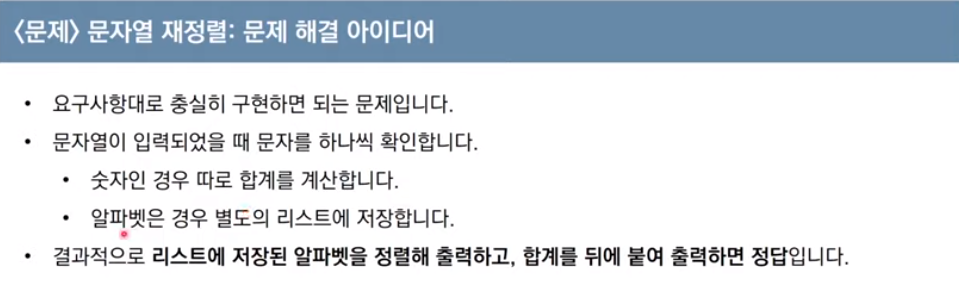 <문제> 문자열 재정렬: 문제 해결 아이디어
• 요구사항대로 충실히 구현하면 되는 문제입니다.
• 문자열이 입력되었을 때 문자를 하나씩 확인합니다.
• 숫자인 경우 따로 합계를 계산합니다.
• 알파벳은 경우 별도의 리스트에 저장합니다.
• 결과적으로 리스트에 저장된 알파벳을 정렬해 출력하고, 합계를 뒤에 붙여 출력하면 정답입니다.